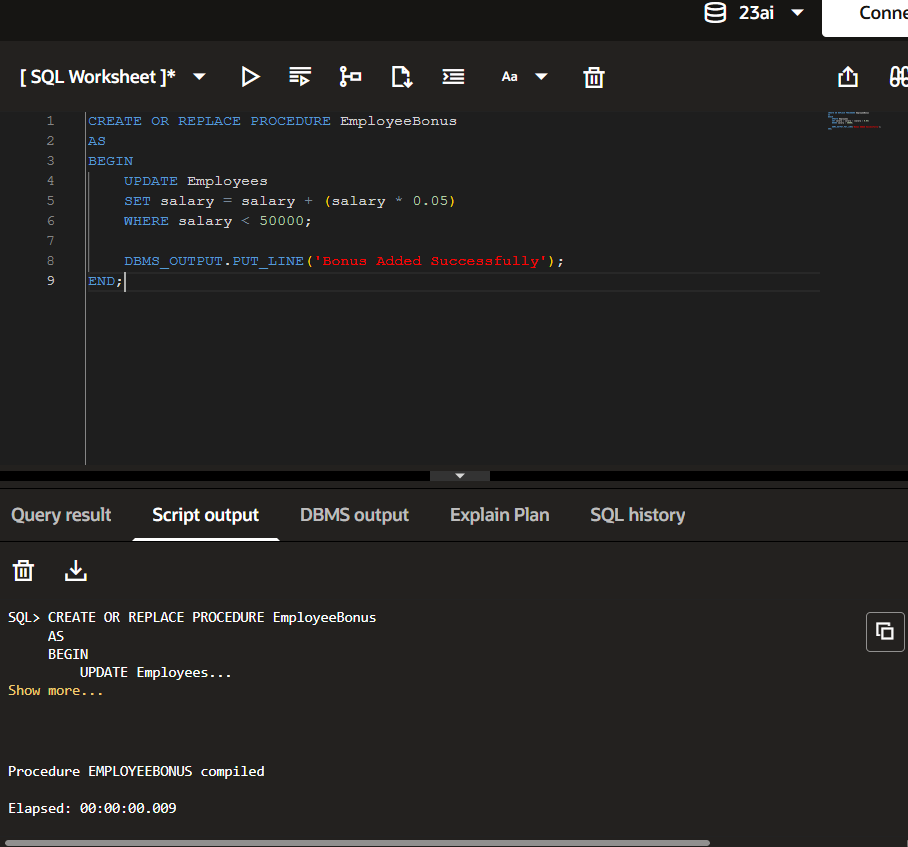 23ai
Conne
[ SQL Worksheet ]*
Aa
1 CREATE OR REPLACE PROCEDURE EmployeeBonus
2 AS
3 BEGIN
4 UPDATE Employees
5 SET salary = salary + (salary * 0.05)
6 WHERE salary < 50000;
7
8 DBMS_OUTPUT.PUT_LINE('Bonus Added Successfully');
9 END;
Query result Script output DBMS output Explain Plan SQL history
SQL> CREATE OR REPLACE PROCEDURE EmployeeBonus
AS
BEGIN
UPDATE Employees...
Show more...
Procedure EMPLOYEEBONUS compiled
Elapsed: 00:00:00.009